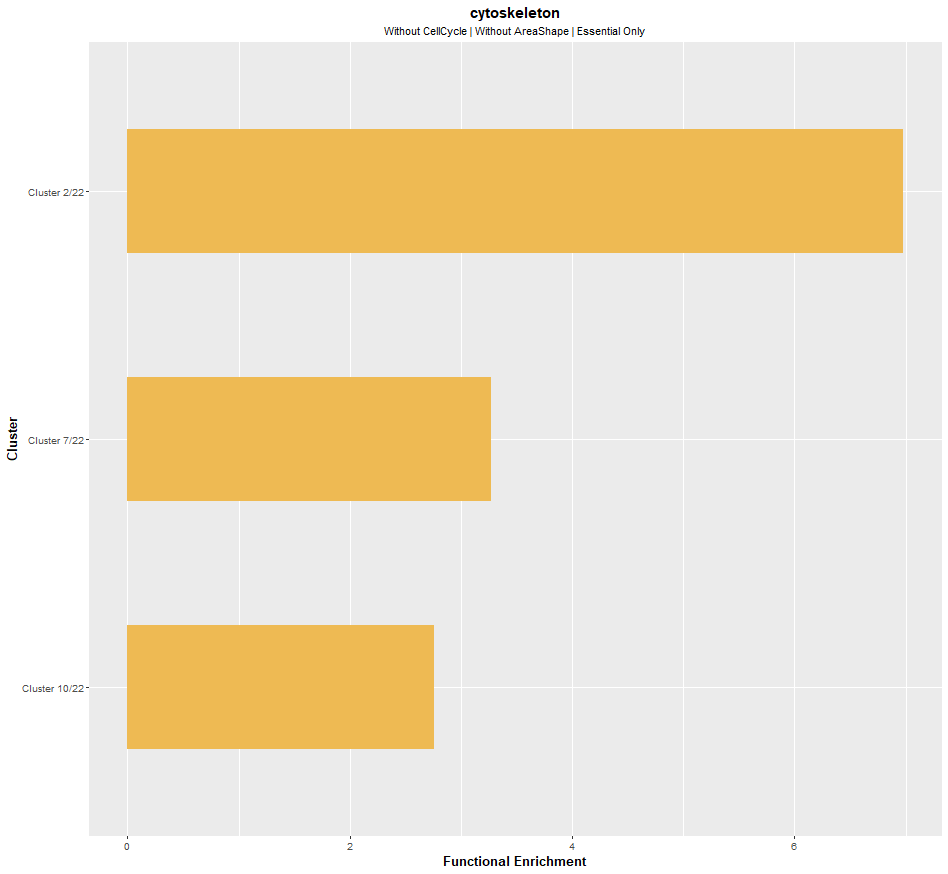 cytoskeleton
Without CellCycle | Without AreaShape | Essential Only
Cluster
Cluster 2/22
Cluster 7/22
Cluster 10/22
0 2 4 6
Functional Enrichment